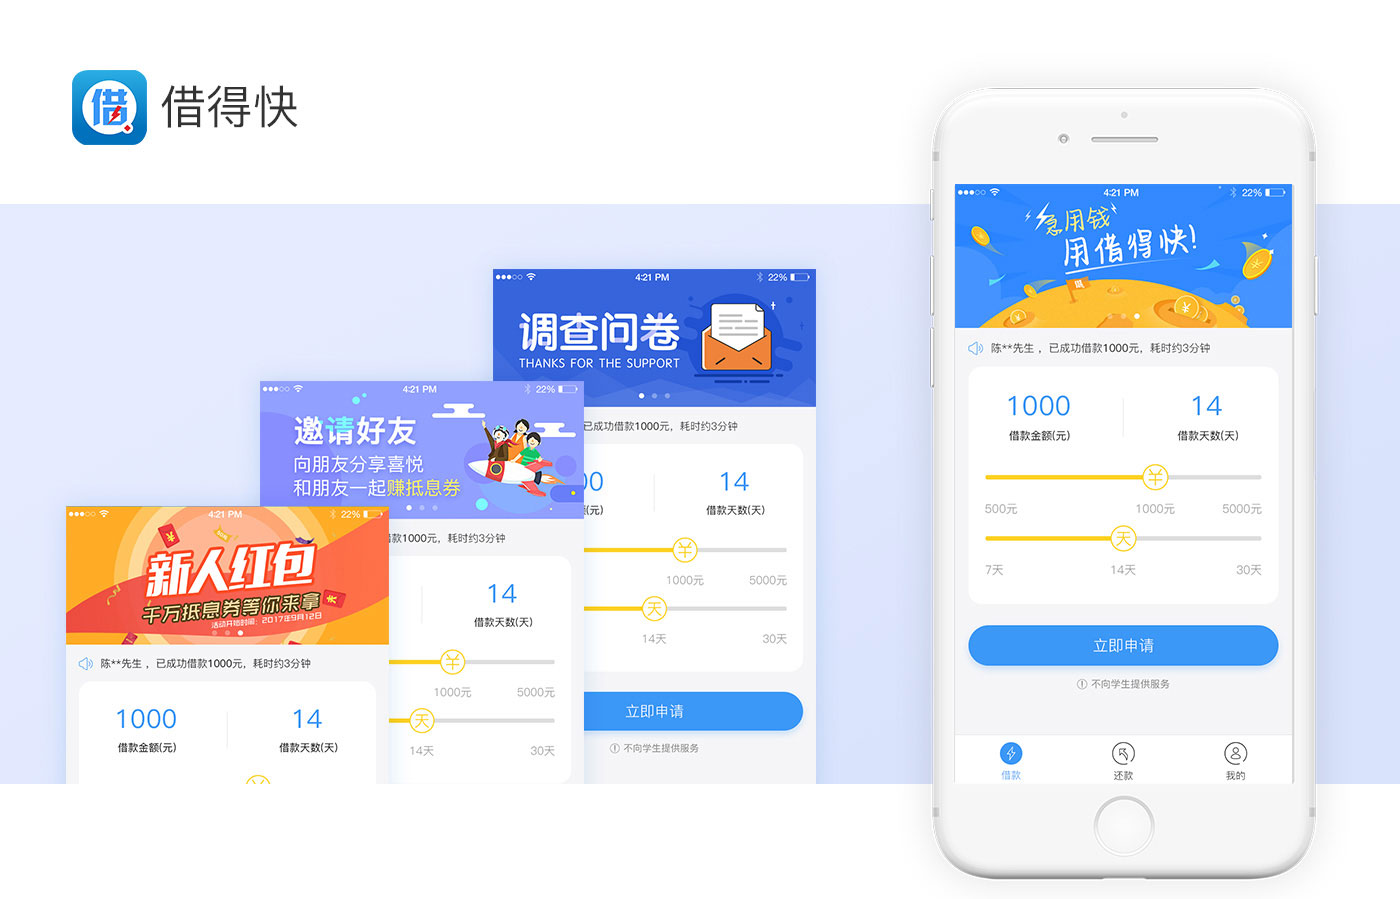 借
借得快
4:21 PM
22%
急用钱
用借得快!
陈**先生，已成功借款1000元，耗时约3分钟
1000
14
借款金额(元)
借款天数(天)
¥
500元
1000元
5000元
天
7天
14天
30天
立即申请
不向学生提供服务
借款
还款
我的
4:21 PM
22%
调查问卷
THANKS FOR THE SUPPORT
已成功借款1000元，耗时约3分钟
14
(元)
借款天数(天)
¥
1000元
5000元
天
14天
30天
立即申请
不向学生提供服务
4:21 PM
22%
邀请好友
向朋友分享喜悦
和朋友一起赚抵息券
借款1000元，耗时约3分钟
14
借款天数(天)
¥
1000元
5000元
天
14天
30天
4:21 PM
22%
新人红包
千万抵息券等你来拿
活动开始时间：2017年9月12日
陈**先生，已成功借款1000元，耗时约3分钟
1000
14
借款金额(元)
借款天数(天)